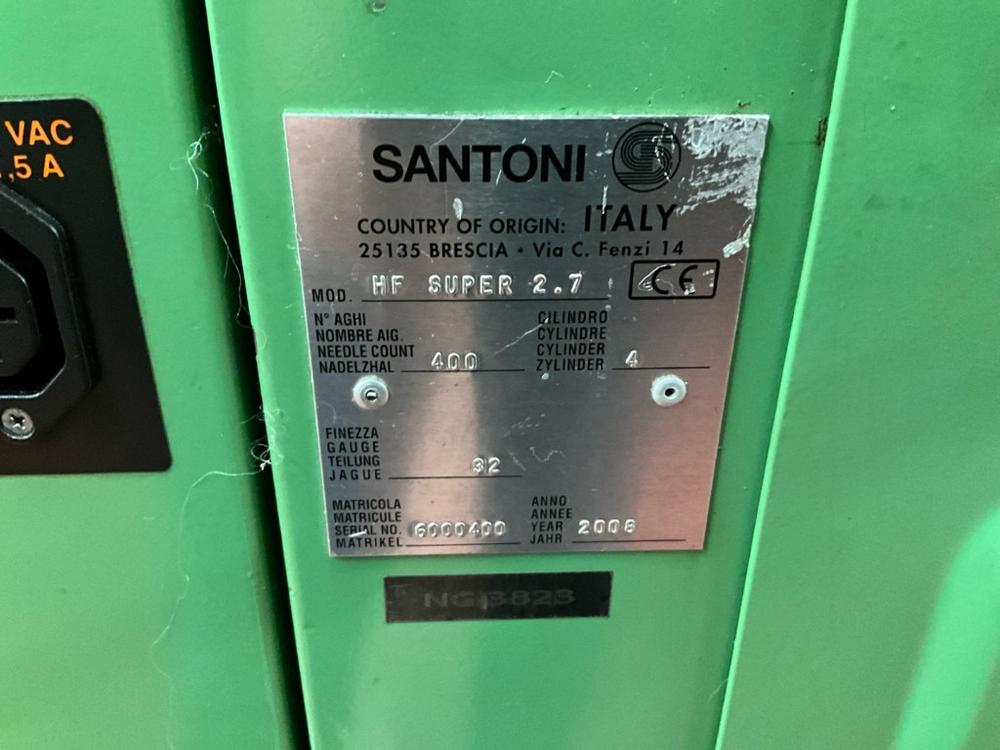 VAC
,5 A
SANTONI
COUNTRY OF ORIGIN: ITALY
25135 BRESCIA • Via C. Fenzi 14
MOD. HF SUPER 2.7 CE
N° AGHI
NOMBRE AIG.
NEEDLE COUNT
NADELZHAL 400
CILINDRO
CYLINDRE
CYLINDER
ZYLINDER 4
FINEZZA
GAUGE
TEILUNG
JAGUE 32
MATRICOLA
MATRICULE
SERIAL NO. 6000400
MATRIKEL
ANNO
ANNEE
YEAR 2008
JAHR